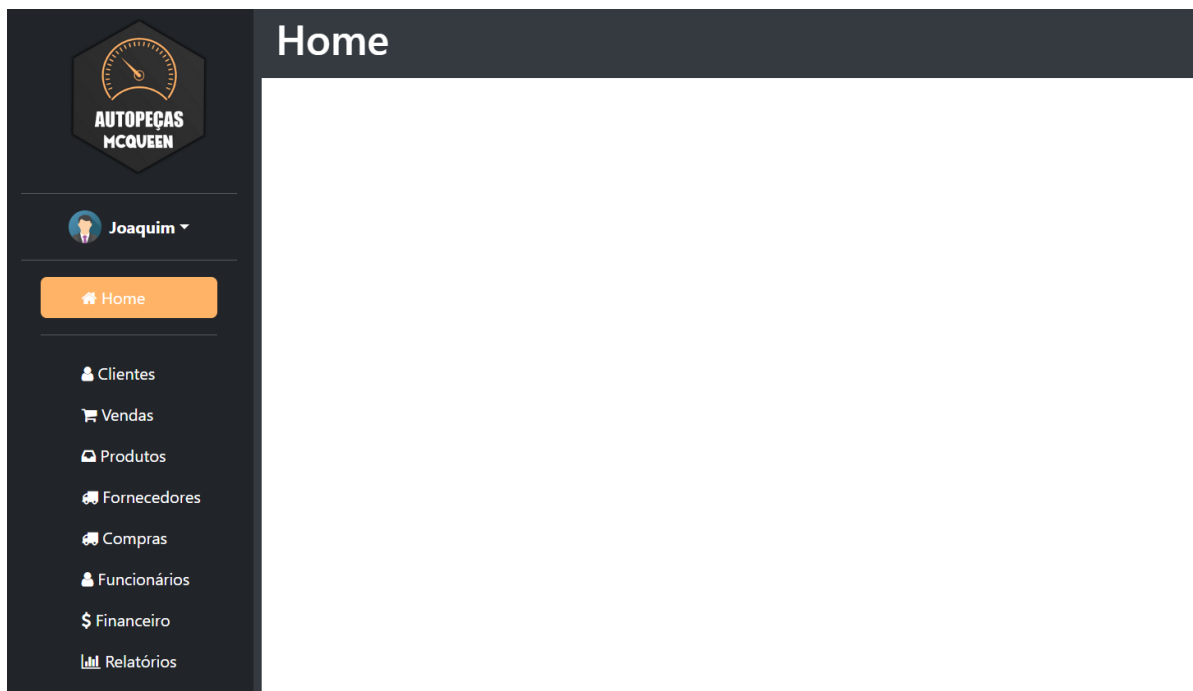 AUTOPEÇAS
MCQUEEN
Joaquim
Home
Clientes
Vendas
Produtos
Fornecedores
Compras
Funcionários
$ Financeiro
Relatórios
Home